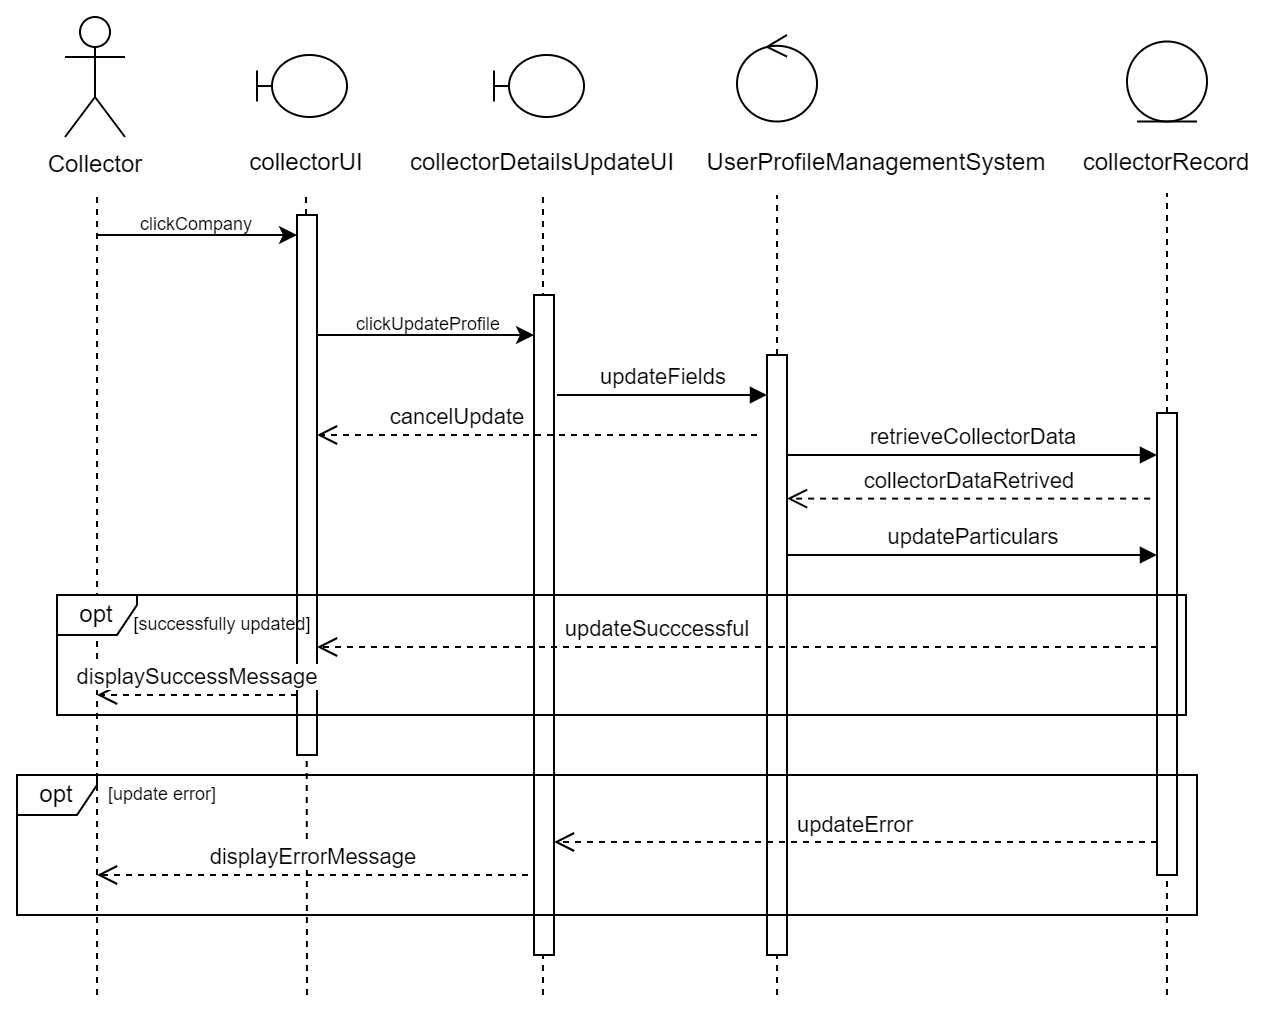 Collector
collectorUI
collectorDetailsUpdateUI
UserProfileManagementSystem
collectorRecord
clickCompany
clickUpdateProfile
updateFields
cancelUpdate
retrieveCollectorData
collectorDataRetrived
updateParticulars
opt
[successfully updated]
updateSucccessful
displaySuccessMessage
opt
[update error]
updateError
displayErrorMessage